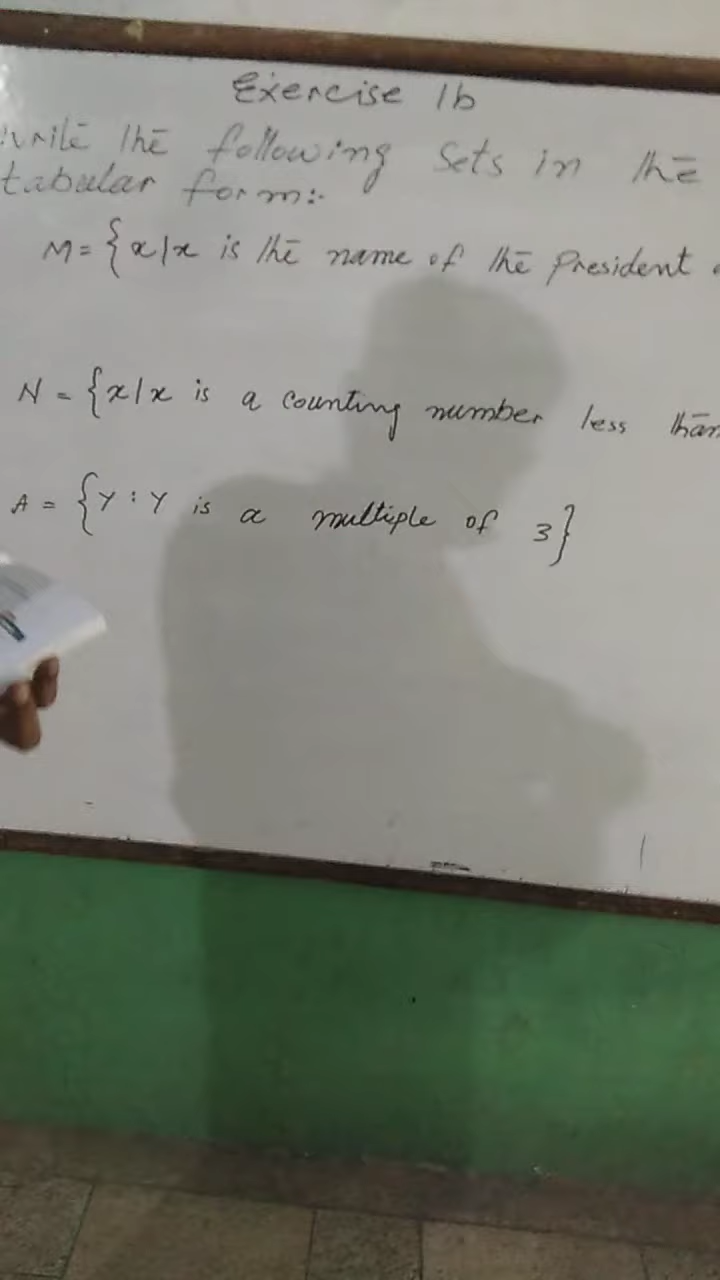 Exercise 1b
Write the following Sets in the
tabular form:-
M = {x/x is the name of the President
N = {x/x is a counting number less than
A = {Y : Y is a multiple of 3}